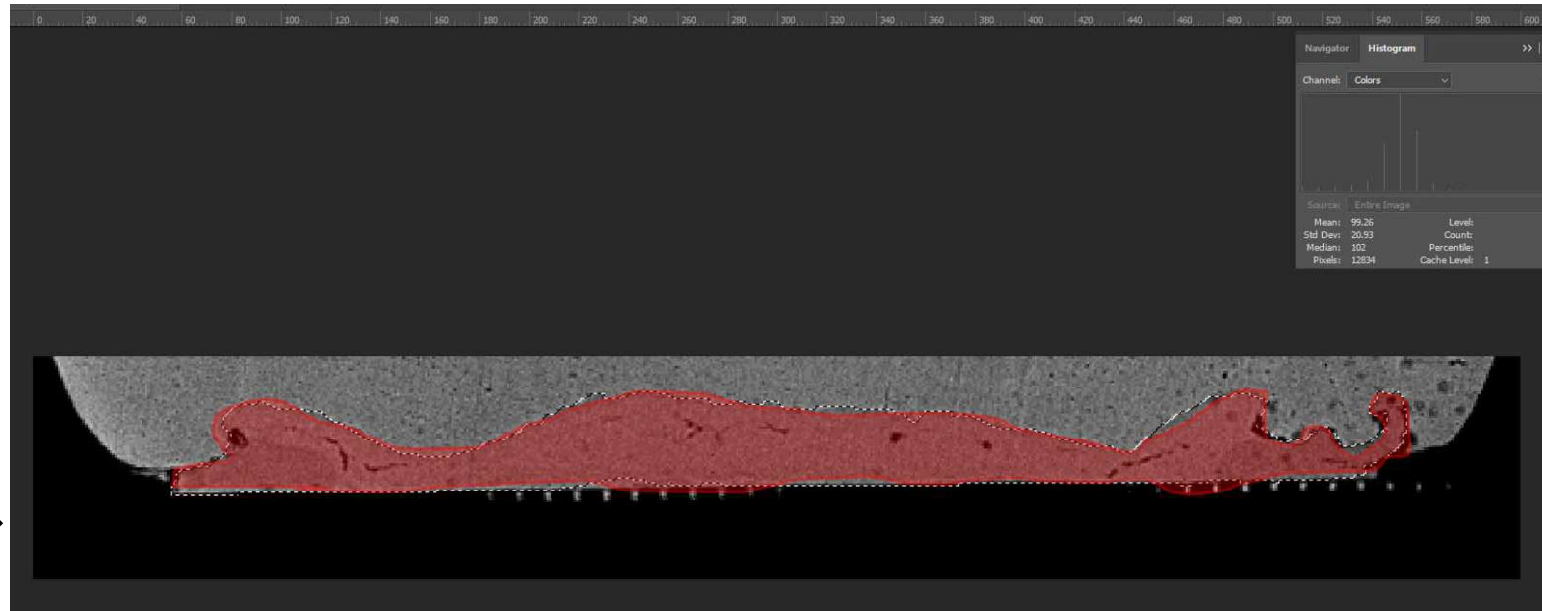 0 20 40 60 80 100 120 140 160 180 200 220 240 260 280 300 320 340 360 380 400 420 440 460 480 500 520 540 560 580 600
Navigator Histogram >>
Channel: Colors
Source: Entire Image
Mean: 99.26 Level:
Std Dev: 20.93 Count:
Median: 102 Percentile:
Pixels: 12834 Cache Level: 1